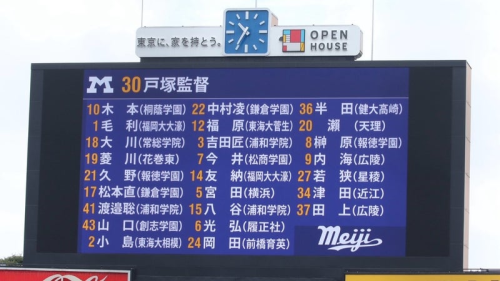 東京に、家を持とう。
OPEN HOUSE
M 30 戸塚監督
10 木本(桐蔭学園) 22 中村凌(鎌倉学園) 36 半田(健大高崎)
1 毛利(福岡大大濠) 12 福原(東海大菅生) 20 瀨(天理)
18 大川(常総学院) 3 吉田匠(浦和学院) 8 榊原(報徳学園)
19 菱川(花巻東) 7 今井(松商学園) 9 内海(広陵)
21 久野(報徳学園) 14 友納(福岡大大濠) 27 若狭(星稜)
17 松本直(鎌倉学園) 5 宮田(横浜) 34 津田(近江)
41 渡邉聡(浦和学院) 15 八谷(浦和学院) 37 田上(広陵)
43 山口(創志学園) 6 光弘(履正社)
2 小島(東海大相模) 24 岡田(前橋育英)
Meiji